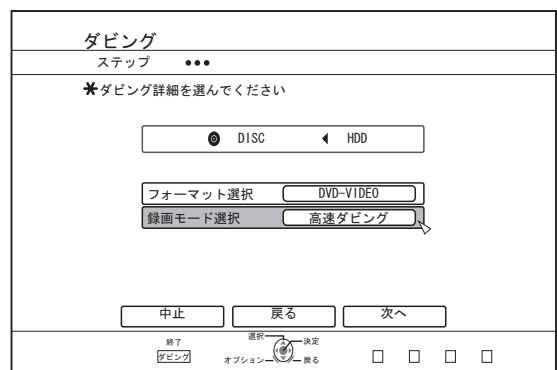 ダビング
ステップ ●●●
✱ダビング詳細を選んでください
DISC ◀ HDD
フォーマット選択 DVD-VIDEO
録画モード選択 高速ダビング
中止 戻る 次へ
終了 選択 決定
ダビング オプション 戻る